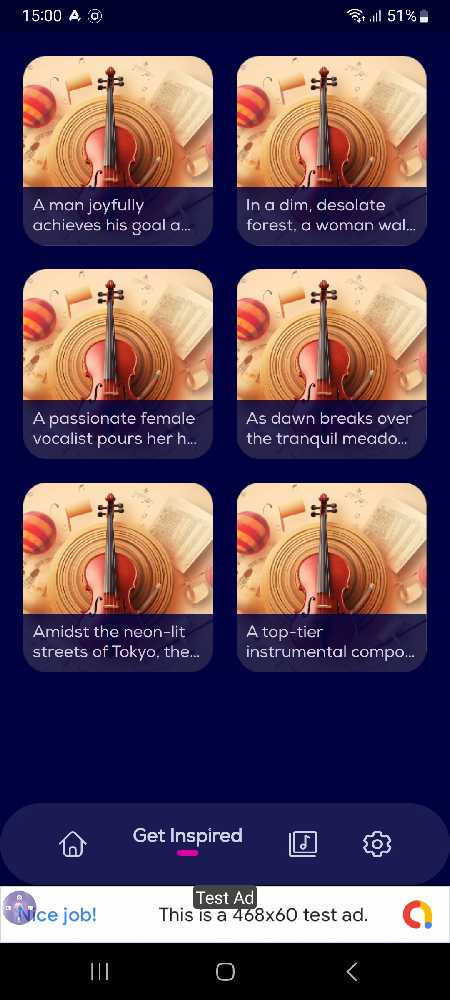 15:00
51%
A man joyfully
achieves his goal a...
In a dim, desolate
forest, a woman wal...
A passionate female
vocalist pours her h...
As dawn breaks over
the tranquil meado...
Amidst the neon-lit
streets of Tokyo, the...
A top-tier
instrumental compo...
Get Inspired
Test Ad
Nice job!
This is a 468x60 test ad.